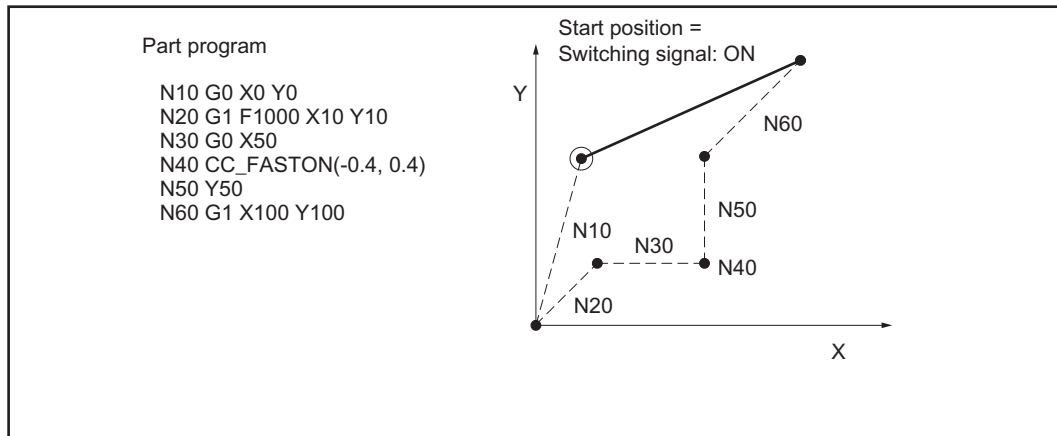 Part program
N10 G0 X0 Y0
N20 G1 F1000 X10 Y10
N30 G0 X50
N40 CC_FASTON(-0.4, 0.4)
N50 Y50
N60 G1 X100 Y100
Start position =
Switching signal: ON
Y
N60
N50
N10
N30
N40
N20
X